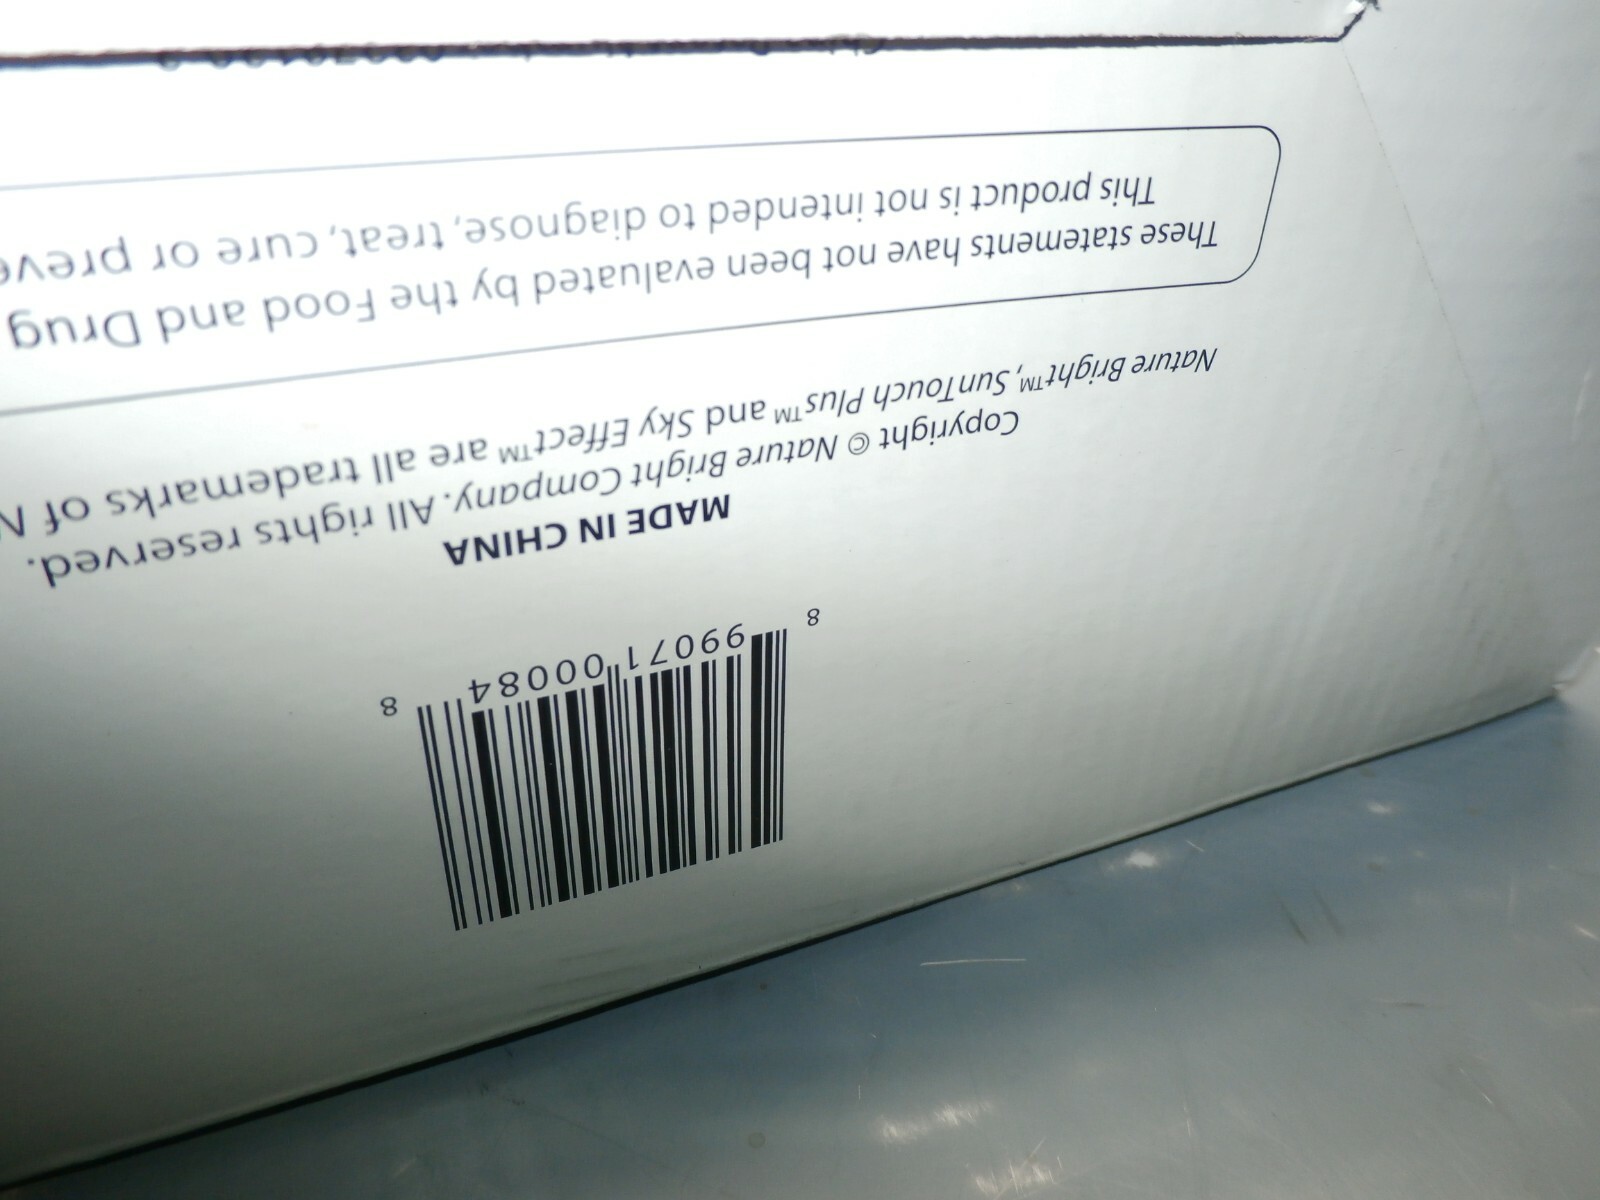 8 99071 00084 8
MADE IN CHINA
Copyright © Nature Bright Company. All rights reserved.
Nature Bright™, SunTouch Plus™ and Sky Effect™ are all trademarks of
These statements have not been evaluated by the Food and Drug
This product is not intended to diagnose, treat, cure or preve